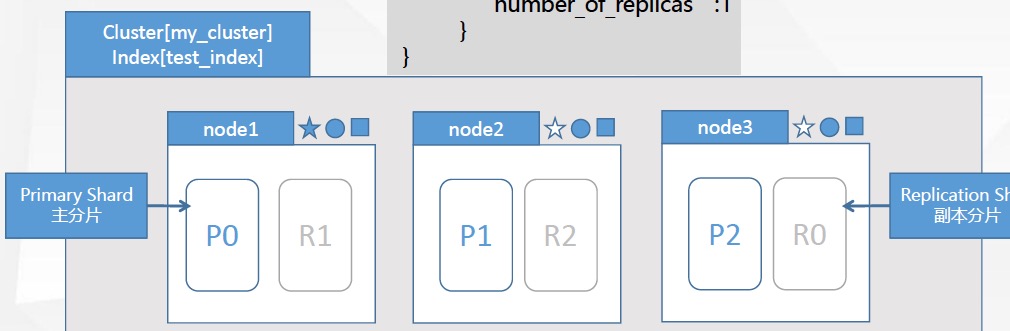 number_of_replicas" :1
}
}
Cluster[my_cluster]
Index[test_index]
node1
node2
node3
Primary Shard
主分片
P0
R1
P1
R2
P2
R0
Replication Sh
副本分片